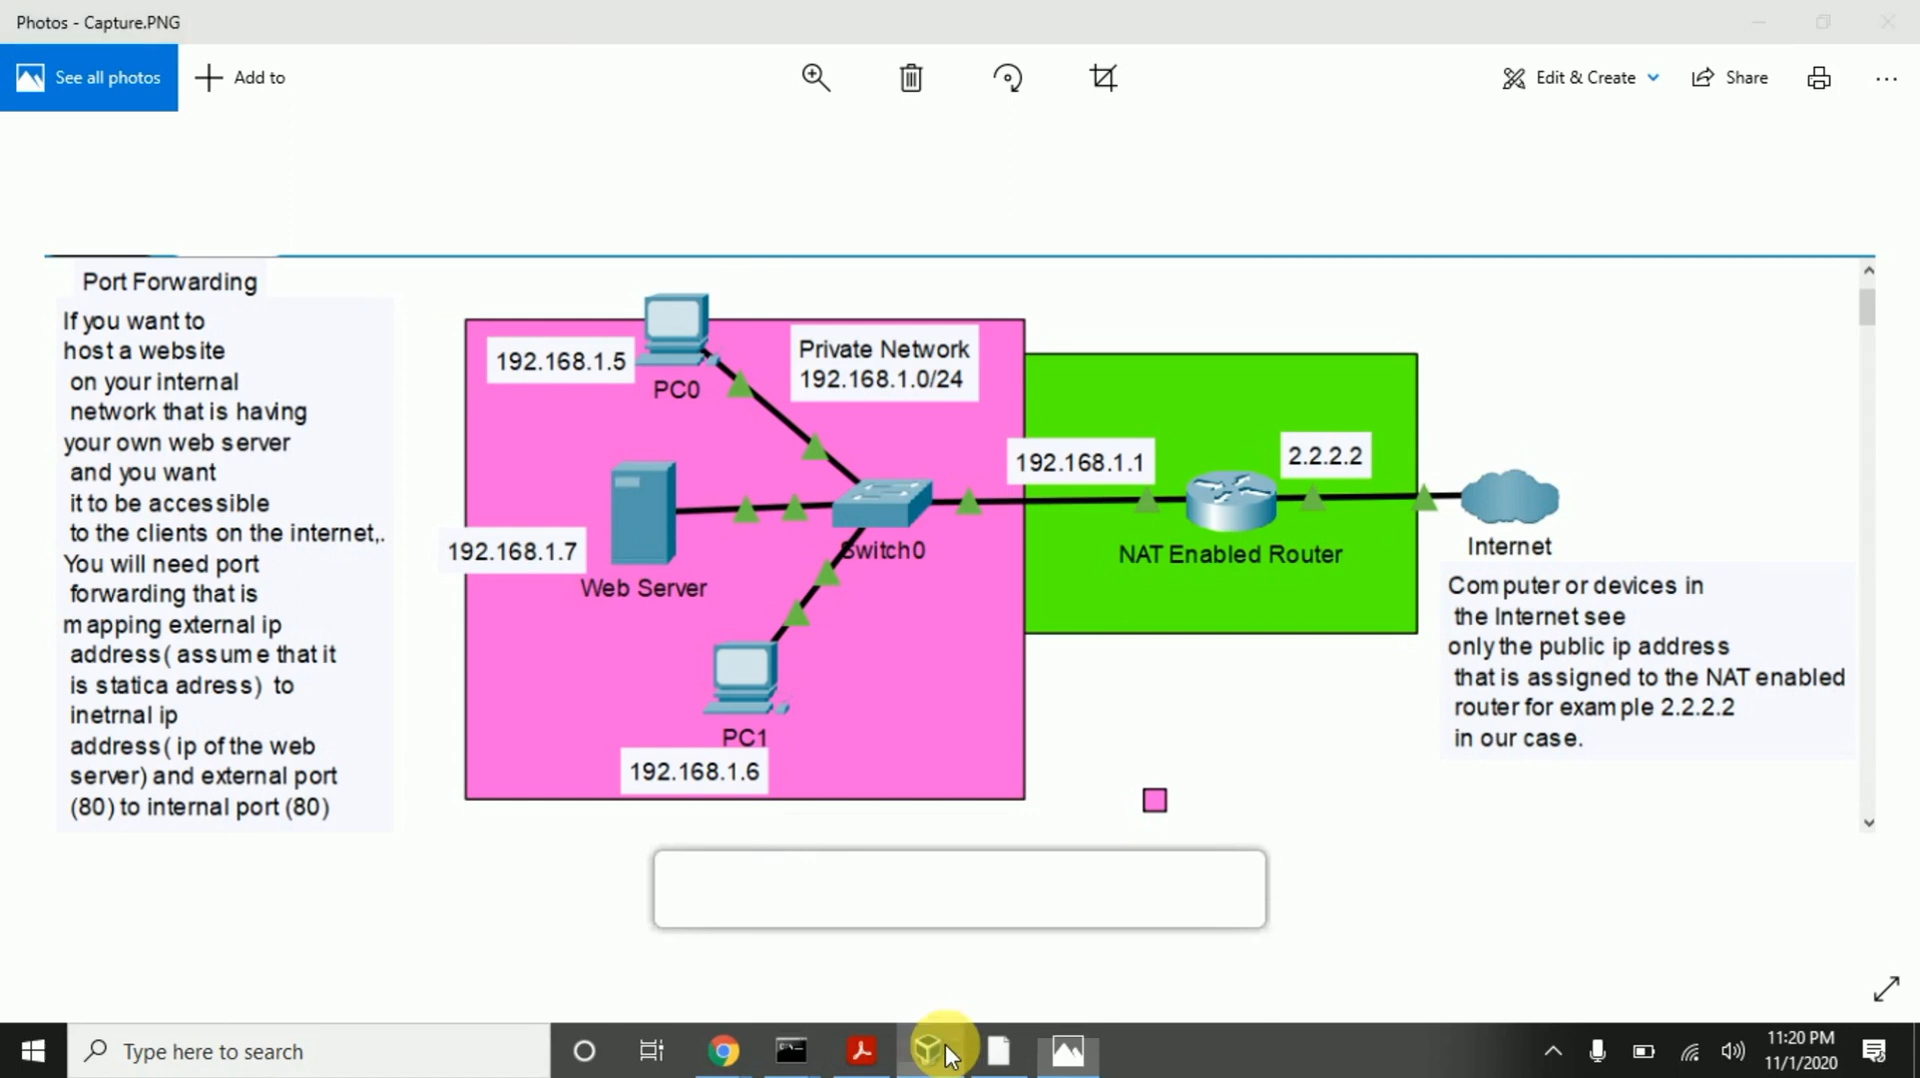 Photos - Capture.PNG
See all photos
Add to
Edit & Create
Share
Port Forwarding
If you want to
host a website
on your internal
network that is having
your own web server
and you want
it to be accessible
to the clients on the internet,.
You will need port
forwarding that is
mapping external ip
address( assume that it
is statica adress) to
inetrnal ip
address( ip of the web
server) and external port
(80) to internal port (80)
192.168.1.5
PC0
Private Network
192.168.1.0/24
192.168.1.7
Web Server
Switch0
PC1
192.168.1.6
192.168.1.1
2.2.2.2
NAT Enabled Router
Internet
Computer or devices in
the Internet see
only the public ip address
that is assigned to the NAT enabled
router for example 2.2.2.2
in our case.
Type here to search
11:20 PM
11/1/2020